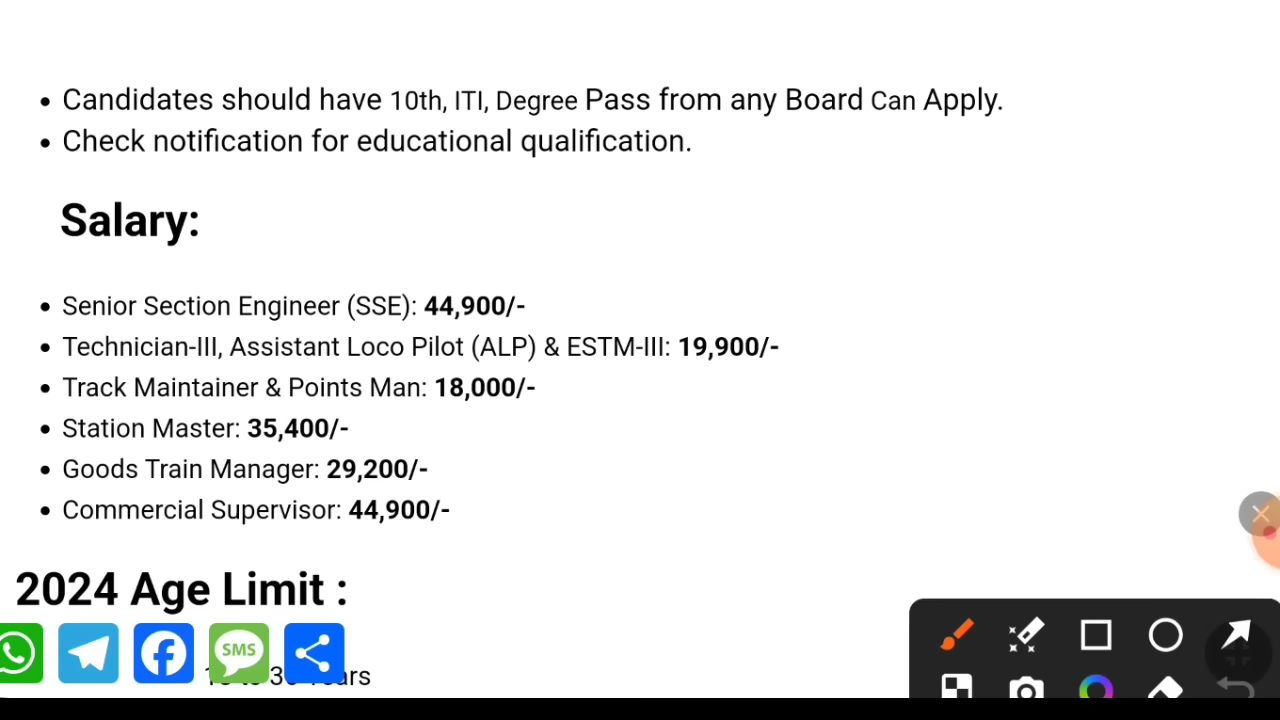 Candidates should have 10th, ITI, Degree Pass from any Board Can Apply.
Check notification for educational qualification.
Salary:
Senior Section Engineer (SSE): 44,900/-
Technician-III, Assistant Loco Pilot (ALP) & ESTM-III: 19,900/-
Track Maintainer & Points Man: 18,000/-
Station Master: 35,400/-
Goods Train Manager: 29,200/-
Commercial Supervisor: 44,900/-
2024 Age Limit :
SMS
to Years